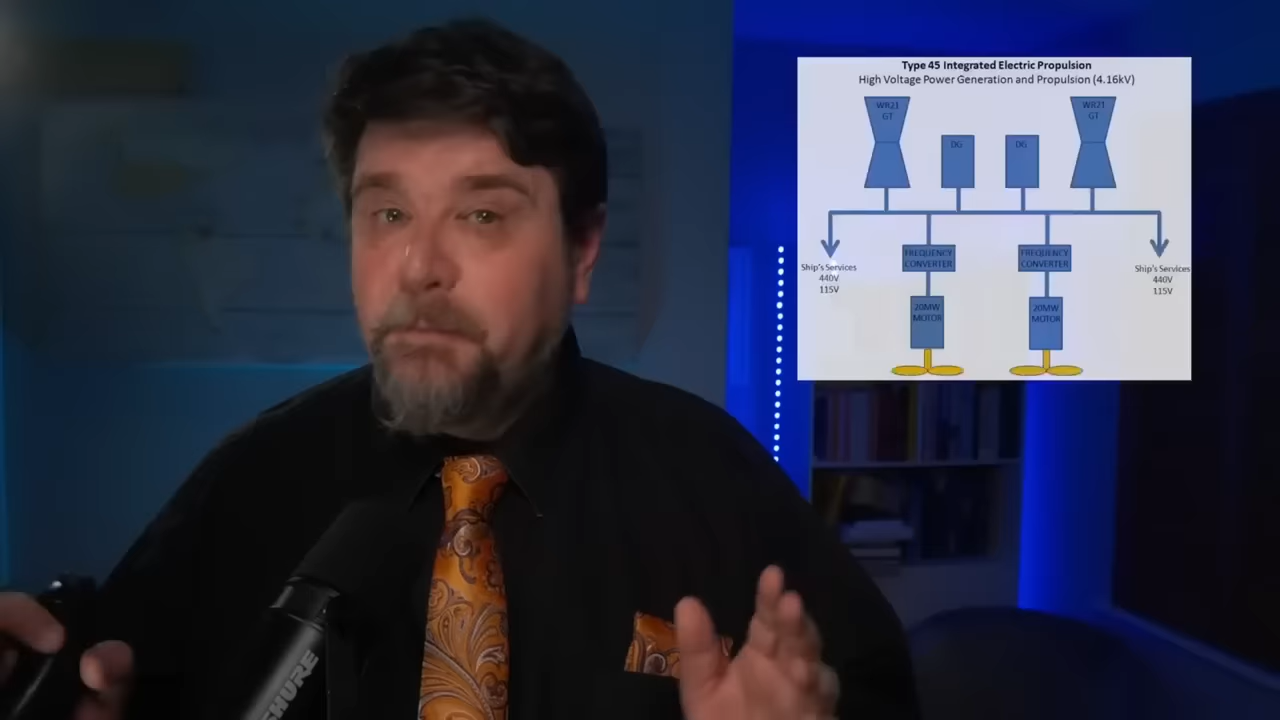 Type 45 Integrated Electric Propulsion
High Voltage Power Generation and Propulsion (4.16kV)
WR21
GT
DG
DG
WR21
GT
FREQUENCY
CONVERTER
FREQUENCY
CONVERTER
Ship's Services
440V
115V
Ship's Services
440V
115V
20MW
MOTOR
20MW
MOTOR
SHURE